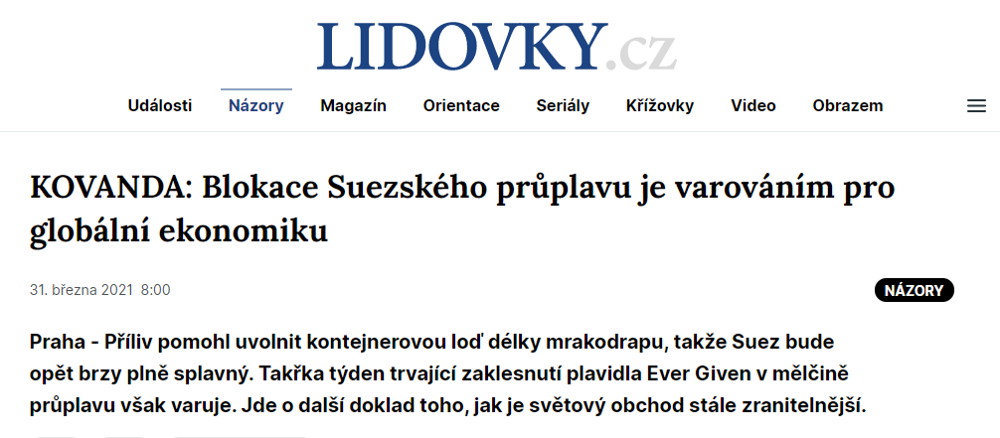 LIDOVKY.cz
Události Názory Magazín Orientace Seriály Křížovky Video Obrazem
KOVANDA: Blokace Suezského průplavu je varováním pro
globální ekonomiku
31. března 2021 8:00
NÁZORY
Praha - Příliv pomohl uvolnit kontejnerovou loď délky mrakodrapu, takže Suez bude
opět brzy plně splavný. Takřka týden trvající zaklesnutí plavidla Ever Given v mělčině
průplavu však varuje. Jde o další doklad toho, jak je světový obchod stále zranitelnější.